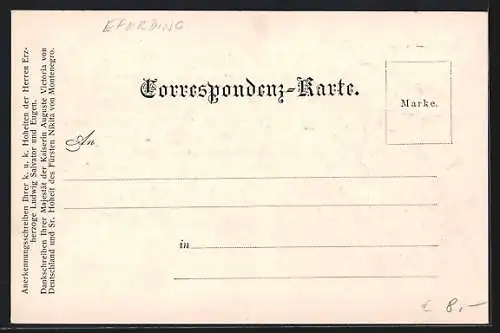 EFERDING
Correspondenz-Karte.
Marke.
An
in
Anerkennungsschreiben Ihrer k. u. k. Hoheiten der Herren Erz-
herzoge Ludwig Salvator und Eugen.
Dankschreiben Ihrer Majestät der Kaiserin Auguste Victoria von
Deutschland und Sr. Hoheit des Fürsten Nikita von Montenegro.
€ 8,-